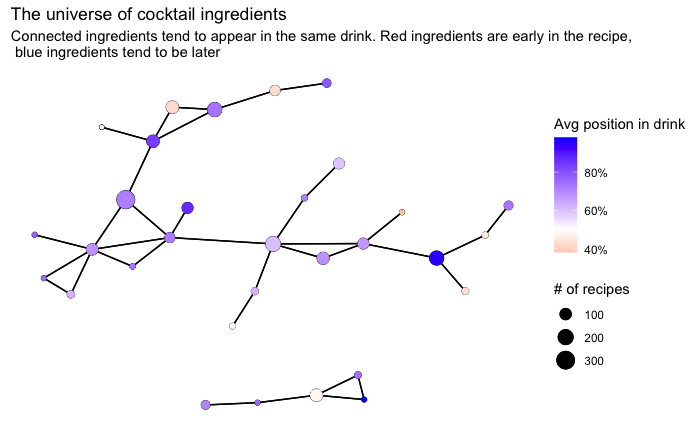 The universe of cocktail ingredients
Connected ingredients tend to appear in the same drink. Red ingredients are early in the recipe,
blue ingredients tend to be later
Avg position in drink
80%
60%
40%
# of recipes
100
200
300